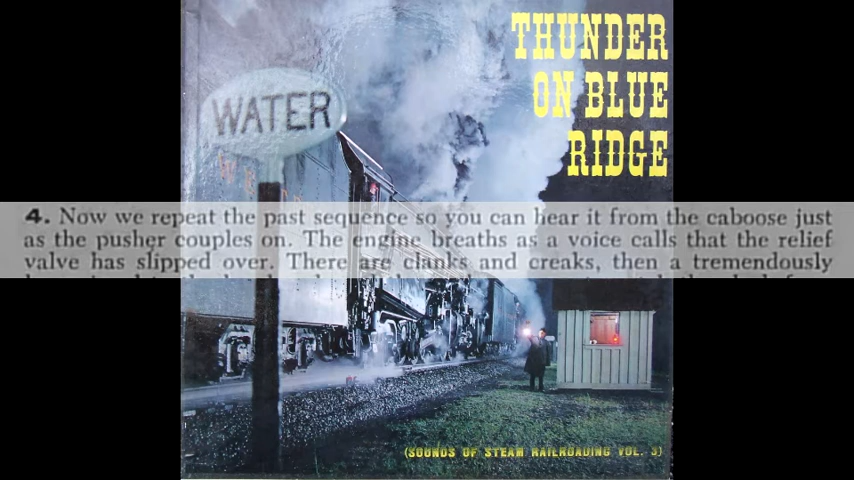 THUNDER
ON BLUE
RIDGE
WATER
4. Now we repeat the past sequence so you can hear it from the caboose just
as the pusher couples on. The engine breaths as a voice calls that the relief
valve has slipped over. There are clanks and creaks, then a tremendously
(SOUNDS OF STEAM RAILROADING VOL. 3)